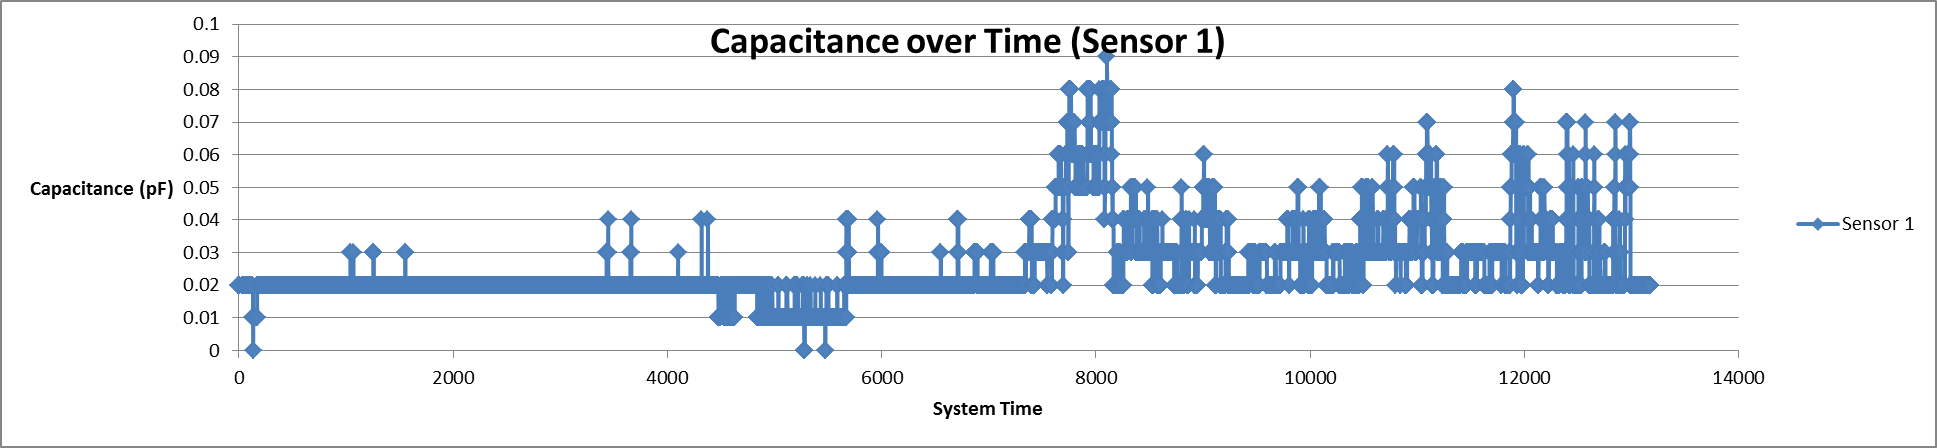 Capacitance over Time (Sensor 1)
0.1
0.09
0.08
0.07
0.06
0.05
0.04
0.03
0.02
0.01
0
Capacitance (pF)
0 2000 4000 6000 8000 10000 12000 14000
System Time
Sensor 1